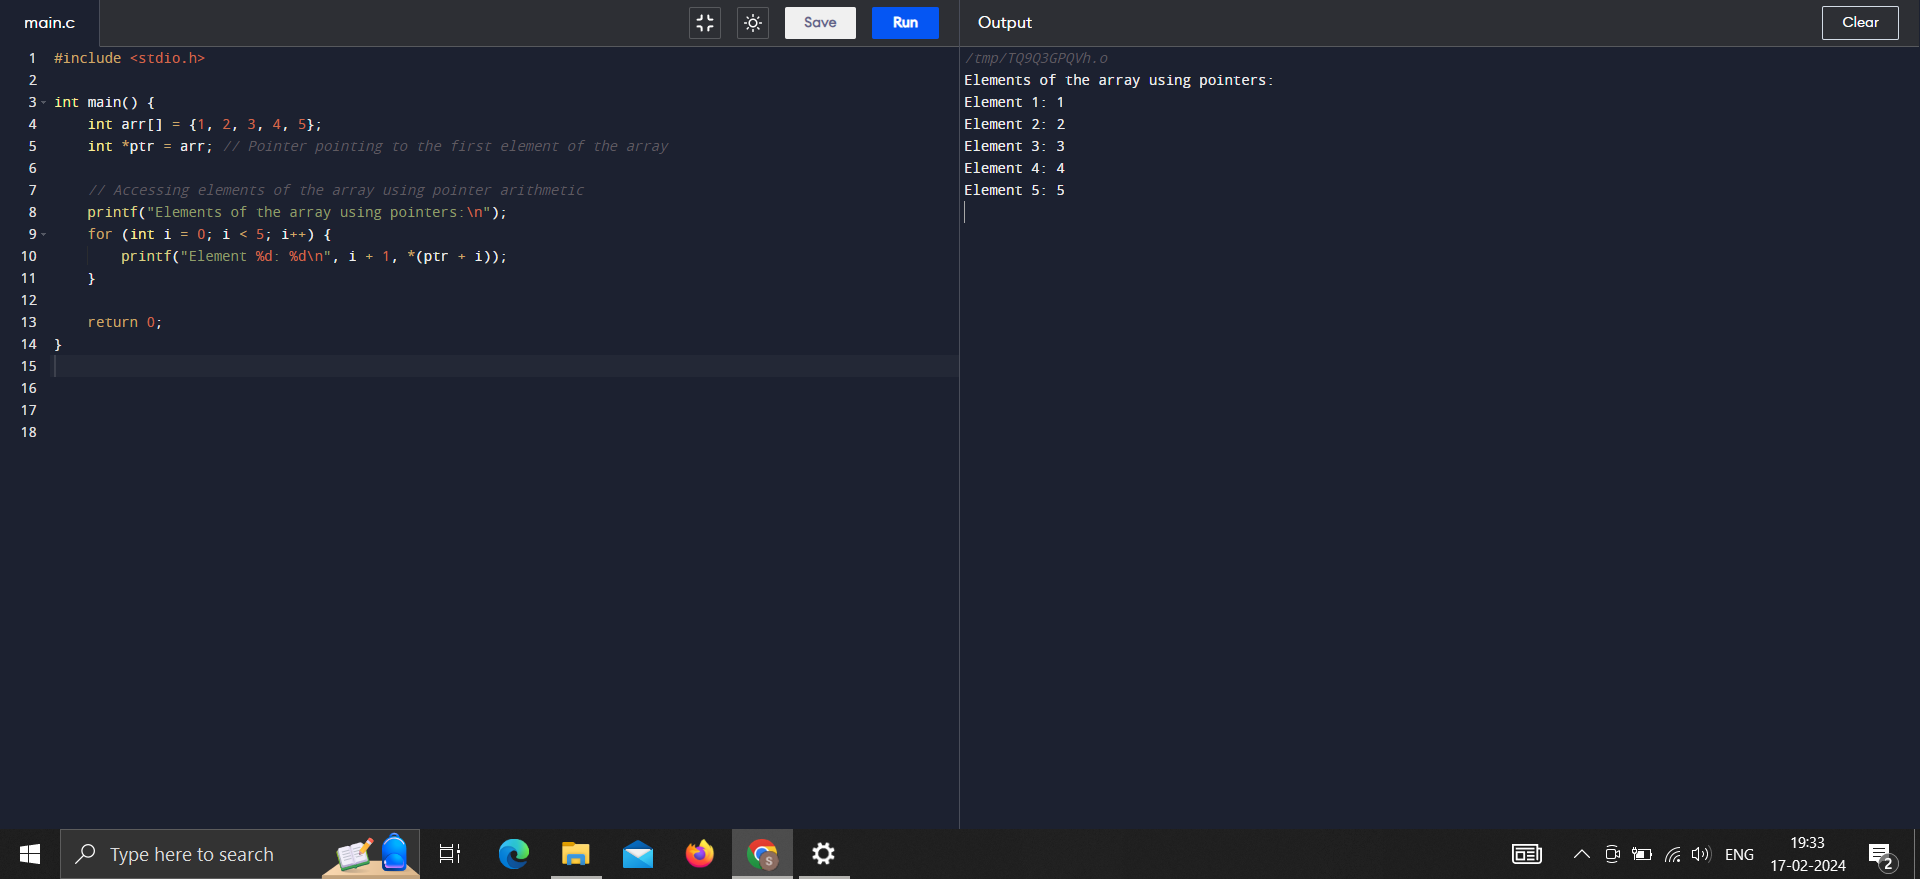 main.c
Save
Run
Output
Clear
1 #include <stdio.h>
2
3 int main() {
4     int arr[] = {1, 2, 3, 4, 5};
5     int *ptr = arr; // Pointer pointing to the first element of the array
6
7     // Accessing elements of the array using pointer arithmetic
8     printf("Elements of the array using pointers:\n");
9     for (int i = 0; i < 5; i++) {
10         printf("Element %d: %d\n", i + 1, *(ptr + i));
11     }
12
13     return 0;
14 }
15
16
17
18
/tmp/TQ9Q3GPQVh.o
Elements of the array using pointers:
Element 1: 1
Element 2: 2
Element 3: 3
Element 4: 4
Element 5: 5
Type here to search
S
ENG
19:33
17-02-2024
2